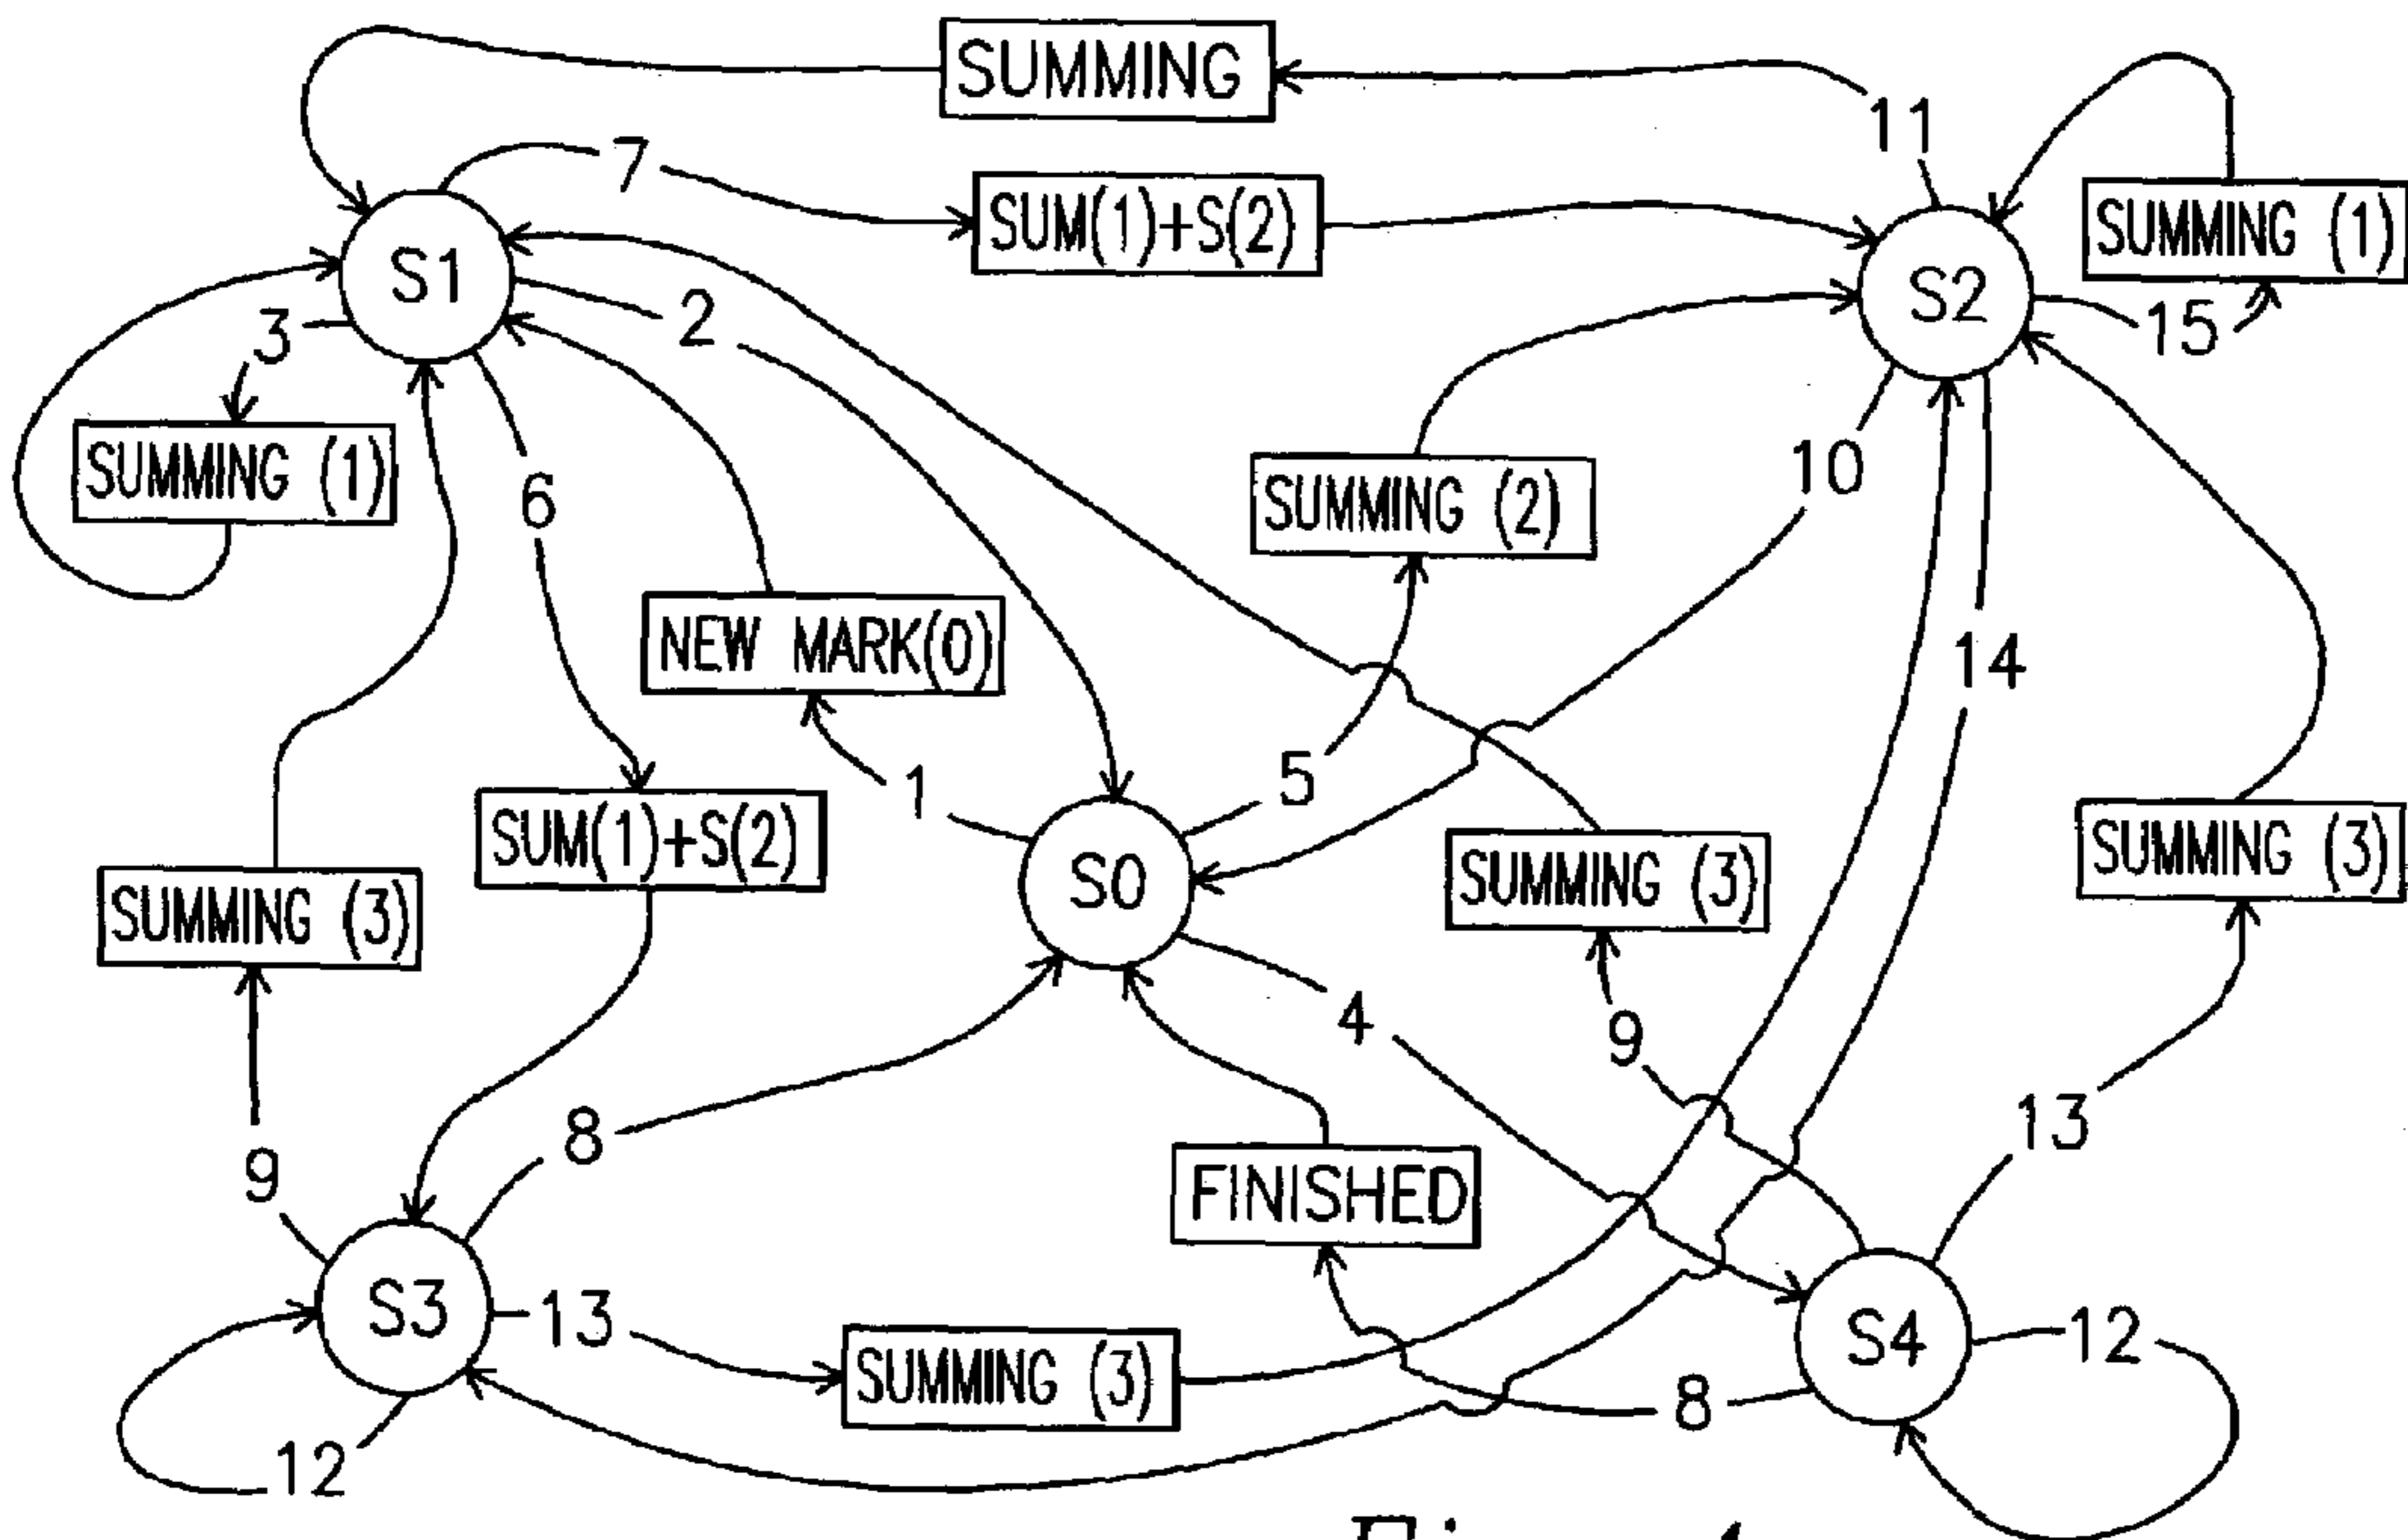 SUMMING
11
7
SUM(1)+S(2)
SUMMING (1)
S1
S2
2
3
15
SUMMING (1)
6
10
SUMMING (2)
NEW MARK(0)
14
1
5
SUM(1)+S(2)
SUMMING (3)
S0
SUMMING (3)
SUMMING (3)
4
9
8
13
9
FINISHED
S3
13
S4
12
SUMMING (3)
8
12